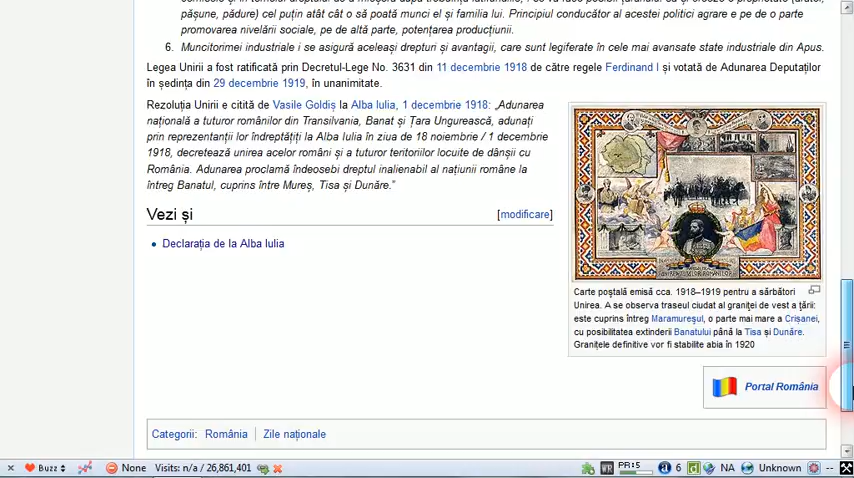 pășune, pădure) cel puțin atât cât o să poată munci el și familia lui. Principiul conducător al acestei politici agrare e pe de o parte
promovarea nivelării sociale, pe de altă parte, potențarea producțiunii.
6. Muncitorimei industriale i se asigură aceleași drepturi și avantagii, care sunt legiferate în cele mai avansate state industriale din Apus.
Legea Unirii a fost ratificată prin Decretul-Lege No. 3631 din 11 decembrie 1918 de către regele Ferdinand I și votată de Adunarea Deputaților
în ședința din 29 decembrie 1919, în unanimitate.
Rezoluția Unirii e citită de Vasile Goldiș la Alba Iulia, 1 decembrie 1918: „Adunarea
națională a tuturor românilor din Transilvania, Banat și Țara Ungurească, adunați
prin reprezentanții lor îndreptățiți la Alba Iulia în ziua de 18 noiembrie / 1 decembrie
1918, decretează unirea acelor români și a tuturor teritoriilor locuite de dânșii cu
România. Adunarea proclamă îndeosebi dreptul inalienabil al națiunii române la
întreg Banatul, cuprins între Mureș, Tisa și Dunăre.”
Vezi și [modificare]
• Declarația de la Alba Iulia
Carte poștală emisă cca. 1918–1919 pentru a sărbători
Unirea. A se observa traseul ciudat al graniței de vest a țării:
este cuprins întreg Maramureșul, o parte mai mare a Crișanei,
cu posibilitatea extinderii Banatului până la Tisa și Dunăre.
Granițele definitive vor fi stabilite abia în 1920
Portal România
Categorii: România | Zile naționale
Buzz None Visits: n/a / 26,861,401 WR PR:5 a 6 d NA Unknown --